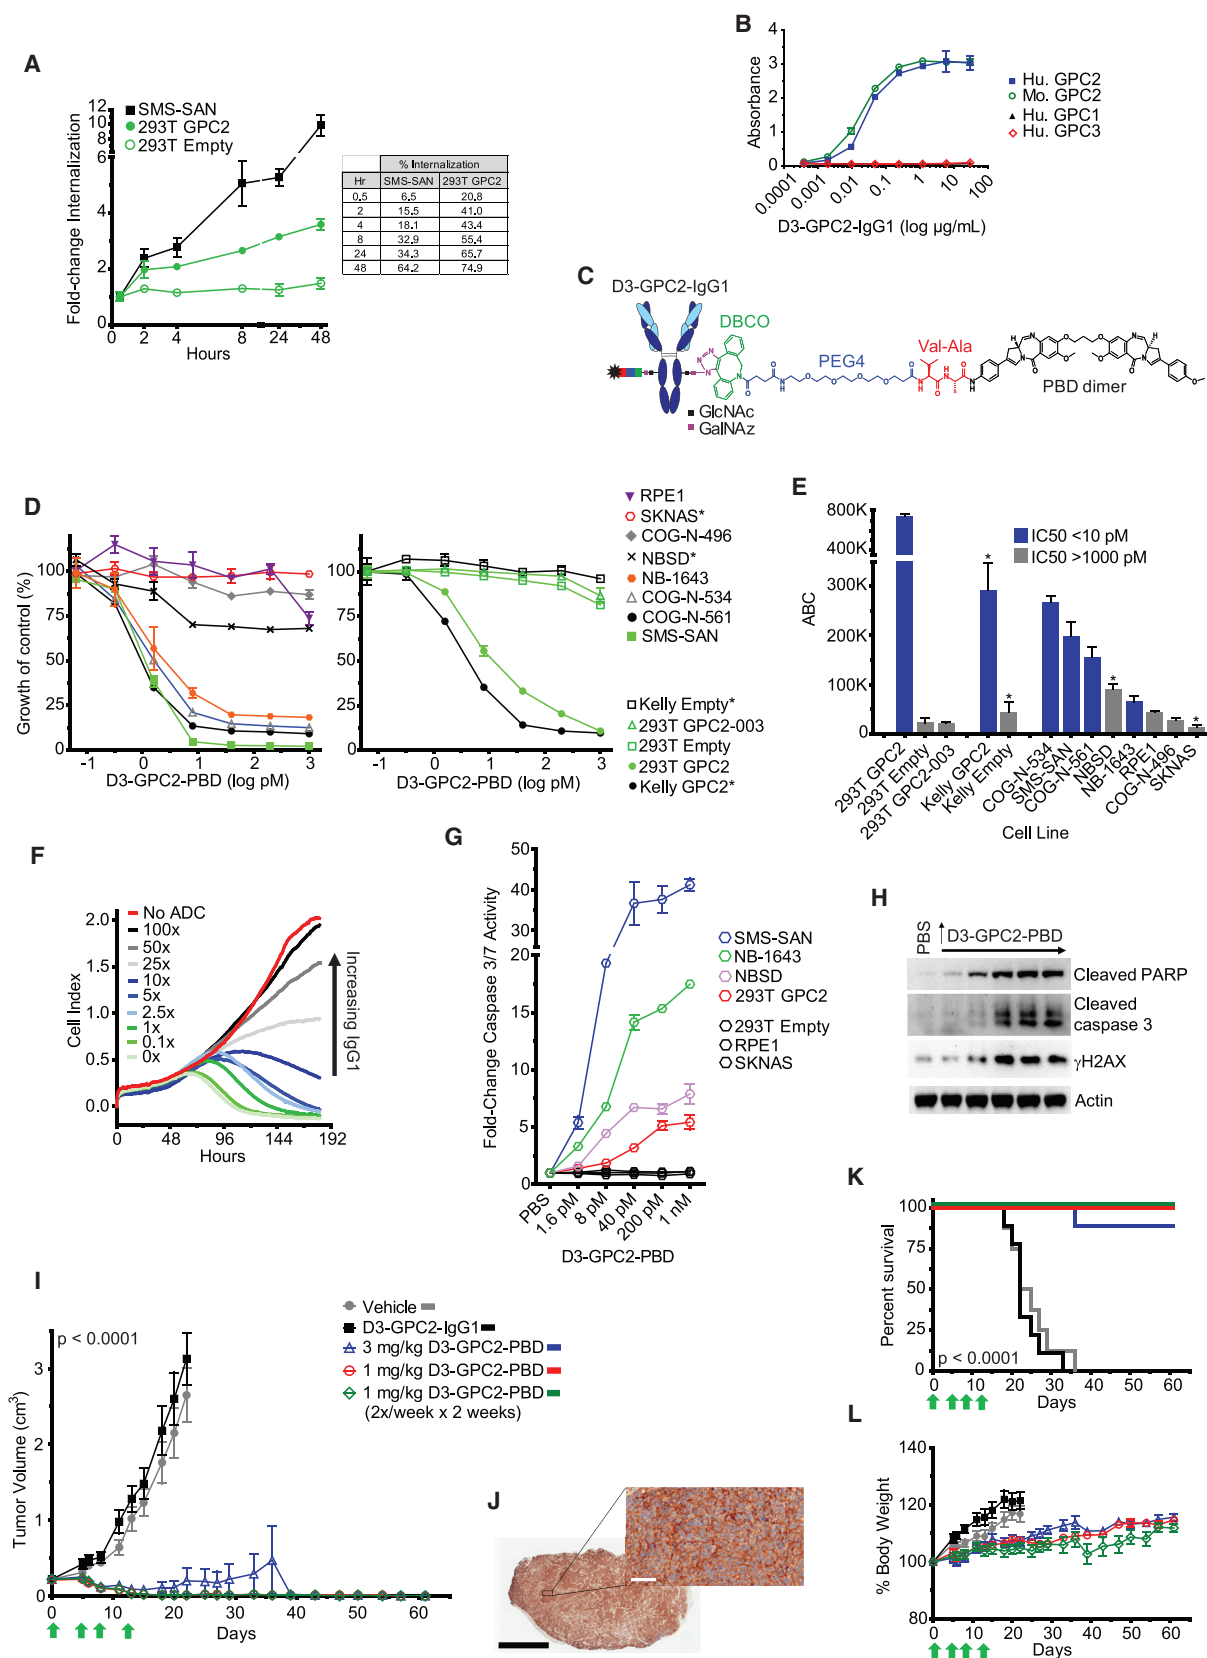 A
Fold-change Internalization
12
10
8
6
4
2
0
SMS-SAN
293T GPC2
293T Empty
0 2 4 8 24 48
Hours
% Internalization
Hr SMS-SAN 293T GPC2
0.5 6.5 20.8
2 15.5 41.0
4 18.1 43.4
8 32.9 55.4
24 34.3 65.7
48 64.2 74.9
B
Absorbance
4
3
2
1
0
0.0001 0.001 0.01 0.1 1 10 100
D3-GPC2-IgG1 (log µg/mL)
Hu. GPC2
Mo. GPC2
Hu. GPC1
Hu. GPC3
C
D3-GPC2-IgG1
DBCO
PEG4
Val-Ala
PBD dimer
GlcNAc
GalNAz
D
Growth of control (%)
100
75
50
25
0
-1 0 1 2 3
D3-GPC2-PBD (log pM)
100
75
50
25
0
-1 0 1 2 3
D3-GPC2-PBD (log pM)
RPE1
SKNAS*
COG-N-496
NBSD*
NB-1643
COG-N-534
COG-N-561
SMS-SAN
Kelly Empty*
293T GPC2-003
293T Empty
293T GPC2
Kelly GPC2*
E
ABC
800K
400K
300K
200K
100K
0
IC50 <10 pM
IC50 >1000 pM
* * * *
293T GPC2
293T Empty
293T GPC2-003
Kelly GPC2
Kelly Empty
COG-N-534
SMS-SAN
COG-N-561
NBSD
NB-1643
RPE1
COG-N-496
SKNAS
Cell Line
F
Cell Index
2.0
1.5
1.0
0.5
0.0
No ADC
100x
50x
25x
10x
5x
2.5x
1x
0.1x
0x
Increasing IgG1
0 48 96 144 192
Hours
G
Fold-Change Caspase 3/7 Activity
50
40
30
20
20
15
10
5
0
PBS
1.6 pM
8 pM
40 pM
200 pM
1 nM
D3-GPC2-PBD
SMS-SAN
NB-1643
NBSD
293T GPC2
293T Empty
RPE1
SKNAS
H
PBS
D3-GPC2-PBD
Cleaved PARP
Cleaved
caspase 3
γH2AX
Actin
I
Tumor Volume (cm³)
p < 0.0001
3
2
1
0
0 10 20 30 40 50 60
Days
Vehicle
D3-GPC2-IgG1
3 mg/kg D3-GPC2-PBD
1 mg/kg D3-GPC2-PBD
1 mg/kg D3-GPC2-PBD
(2x/week x 2 weeks)
J
K
Percent survival
100
75
50
25
0
p < 0.0001
0 10 20 30 40 50 60
Days
L
% Body Weight
140
120
100
80
0 10 20 30 40 50 60
Days